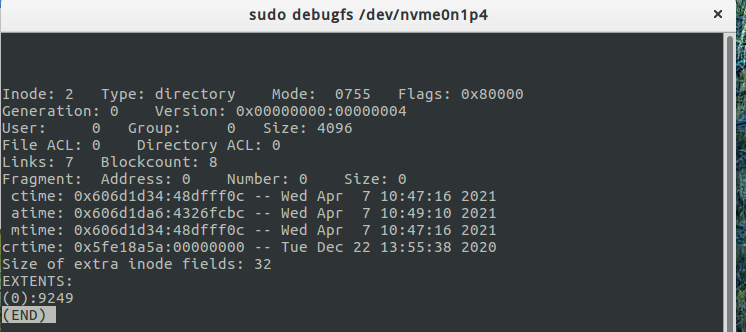 sudo debugfs /dev/nvme0n1p4
Inode: 2   Type: directory    Mode:  0755   Flags: 0x80000
Generation: 0    Version: 0x00000000:00000004
User:     0   Group:     0   Size: 4096
File ACL: 0    Directory ACL: 0
Links: 7   Blockcount: 8
Fragment:  Address: 0    Number: 0    Size: 0
 ctime: 0x606d1d34:48dfff0c -- Wed Apr  7 10:47:16 2021
 atime: 0x606d1da6:4326fcbc -- Wed Apr  7 10:49:10 2021
 mtime: 0x606d1d34:48dfff0c -- Wed Apr  7 10:47:16 2021
crtime: 0x5fe18a5a:00000000 -- Tue Dec 22 13:55:38 2020
Size of extra inode fields: 32
EXTENTS:
(0):9249
(END)